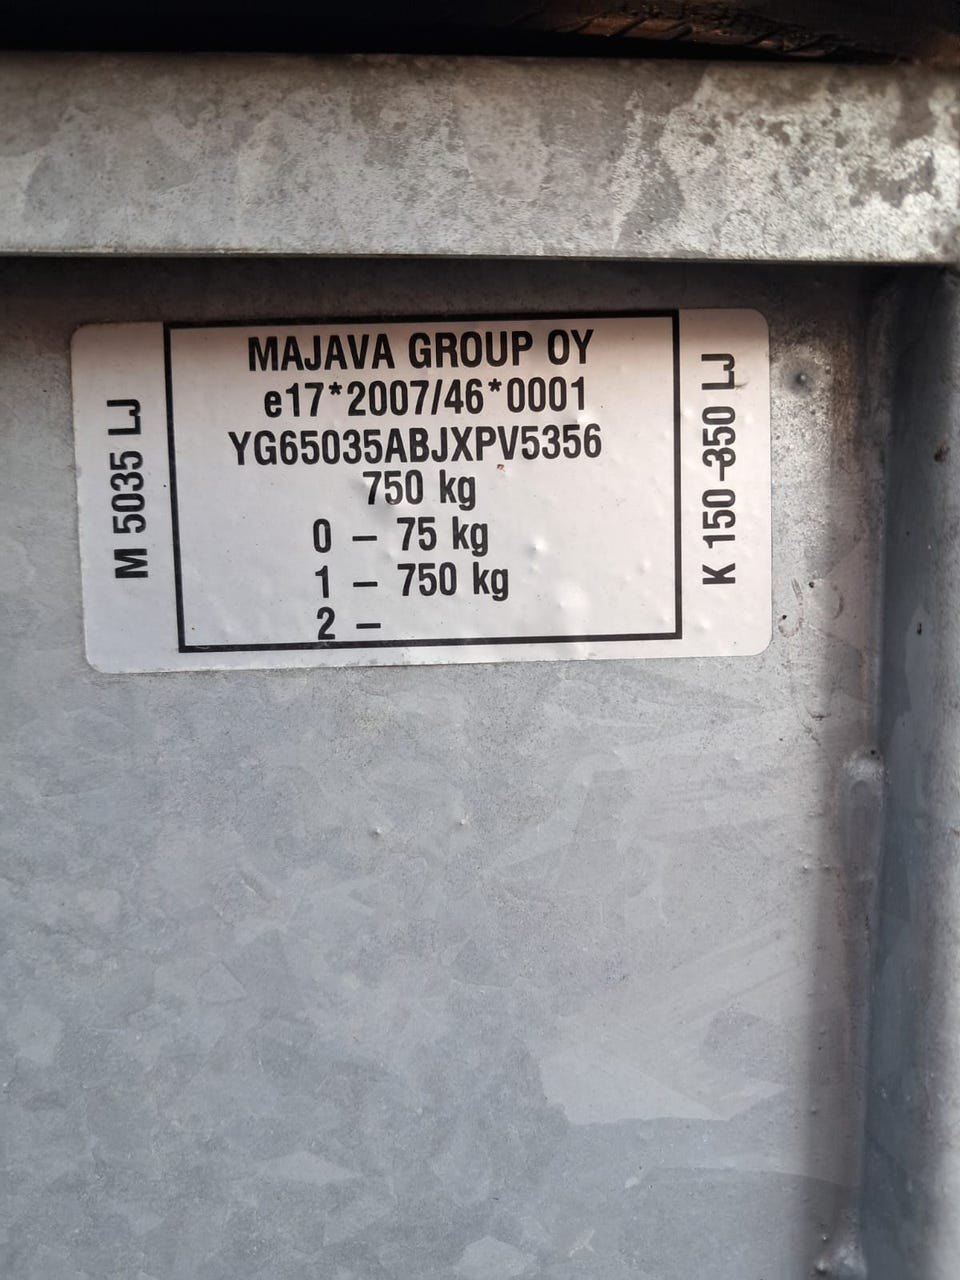 M 5035 LJ
MAJAVA GROUP OY
e17*2007/46*0001
YG65035ABJXPV5356
750 kg
0 – 75 kg
1 – 750 kg
2 –
K 150-350 LJ